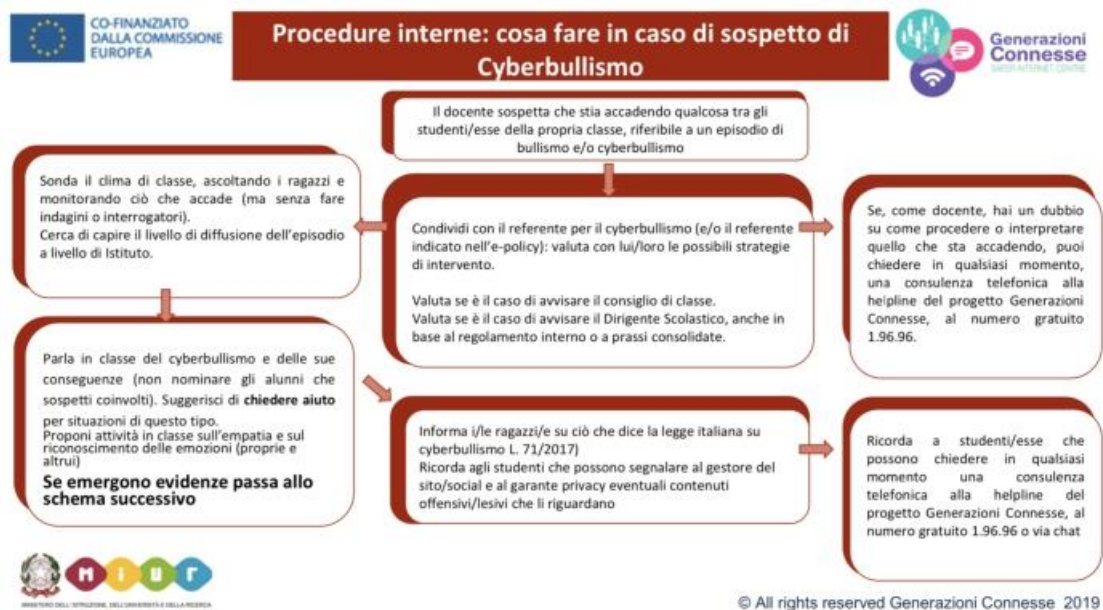 CO-FINANZIATO
DALLA COMMISSIONE
EUROPEA
Procedure interne: cosa fare in caso di sospetto di
Cyberbullismo
Generazioni
Connesse
SAFER INTERNET CENTRE
Il docente sospetta che stia accadendo qualcosa tra gli
studenti/esse della propria classe, riferibile a un episodio di
bullismo e/o cyberbullismo
Sonda il clima di classe, ascoltando i ragazzi e
monitorando ciò che accade (ma senza fare
indagini o interrogatori).
Cerca di capire il livello di diffusione dell'episodio
a livello di Istituto.
Condividi con il referente per il cyberbullismo (e/o il referente
indicato nell'e-policy): valuta con lui/loro le possibili strategie
di intervento.
Valuta se è il caso di avvisare il consiglio di classe.
Valuta se è il caso di avvisare il Dirigente Scolastico, anche in
base al regolamento interno o a prassi consolidate.
Se, come docente, hai un dubbio
su come procedere o interpretare
quello che sta accadendo, puoi
chiedere in qualsiasi momento,
una consulenza telefonica alla
helpline del progetto Generazioni
Connesse, al numero gratuito
1.96.96.
Parla in classe del cyberbullismo e delle sue
conseguenze (non nominare gli alunni che
sospetti coinvolti). Suggerisci di chiedere aiuto
per situazioni di questo tipo.
Proponi attività in classe sull'empatia e sul
riconoscimento delle emozioni (proprie e
altrui)
Se emergono evidenze passa allo
schema successivo
Informa i/le ragazzi/e su ciò che dice la legge italiana su
cyberbullismo L. 71/2017)
Ricorda agli studenti che possono segnalare al gestore del
sito/social e al garante privacy eventuali contenuti
offensivi/lesivi che li riguardano
Ricorda a studenti/esse che
possono chiedere in qualsiasi
momento una consulenza
telefonica alla helpline del
progetto Generazioni Connesse, al
numero gratuito 1.96.96 o via chat
MIUR
MINISTERO DELL'ISTRUZIONE, DELL'UNIVERSITÀ E DELLA RICERCA
© All rights reserved Generazioni Connesse 2019